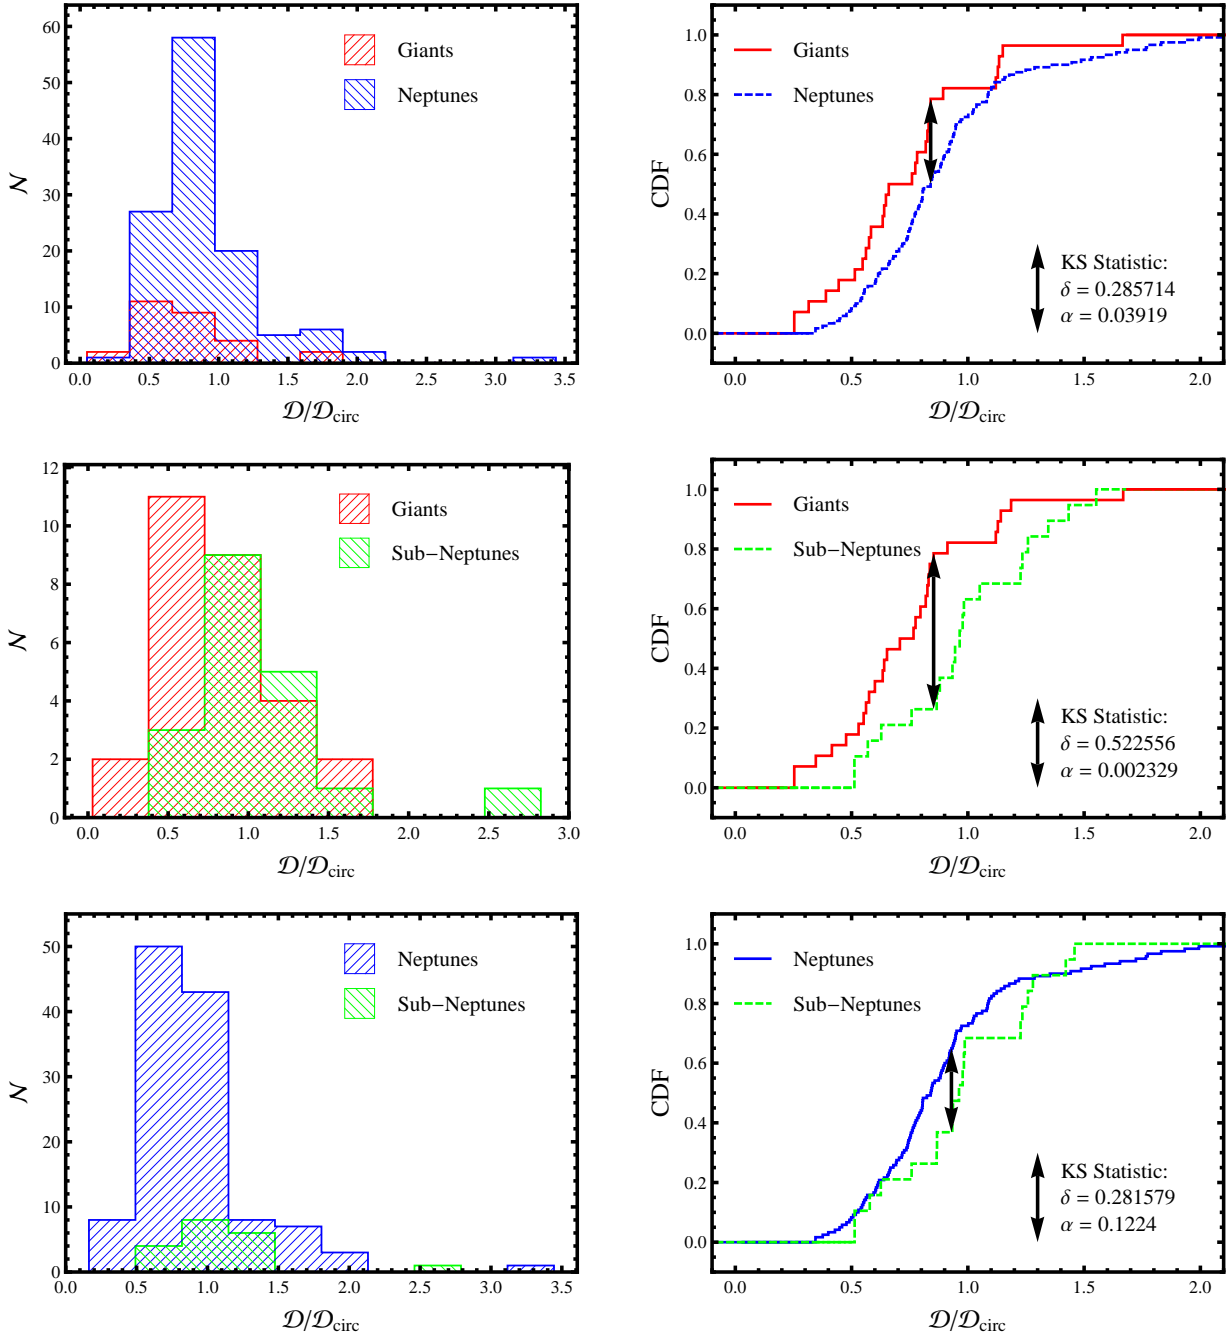 60
50
40
30
20
10
0
𝒩
Giants
Neptunes
0.0 0.5 1.0 1.5 2.0 2.5 3.0 3.5
𝒟/𝒟circ
1.0
0.8
0.6
0.4
0.2
0.0
CDF
Giants
Neptunes
KS Statistic:
δ = 0.285714
α = 0.03919
0.0 0.5 1.0 1.5 2.0
𝒟/𝒟circ
12
10
8
6
4
2
0
𝒩
Giants
Sub−Neptunes
0.0 0.5 1.0 1.5 2.0 2.5 3.0
𝒟/𝒟circ
1.0
0.8
0.6
0.4
0.2
0.0
CDF
Giants
Sub−Neptunes
KS Statistic:
δ = 0.522556
α = 0.002329
0.0 0.5 1.0 1.5 2.0
𝒟/𝒟circ
50
40
30
20
10
0
𝒩
Neptunes
Sub−Neptunes
0.0 0.5 1.0 1.5 2.0 2.5 3.0 3.5
𝒟/𝒟circ
1.0
0.8
0.6
0.4
0.2
0.0
CDF
Neptunes
Sub−Neptunes
KS Statistic:
δ = 0.281579
α = 0.1224
0.0 0.5 1.0 1.5 2.0
𝒟/𝒟circ